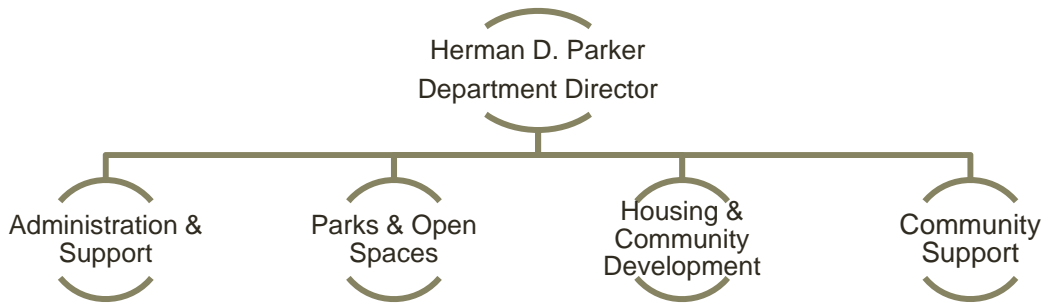 Herman D. Parker
Department Director
Administration &
Support
Parks & Open
Spaces
Housing &
Community
Development
Community
Support